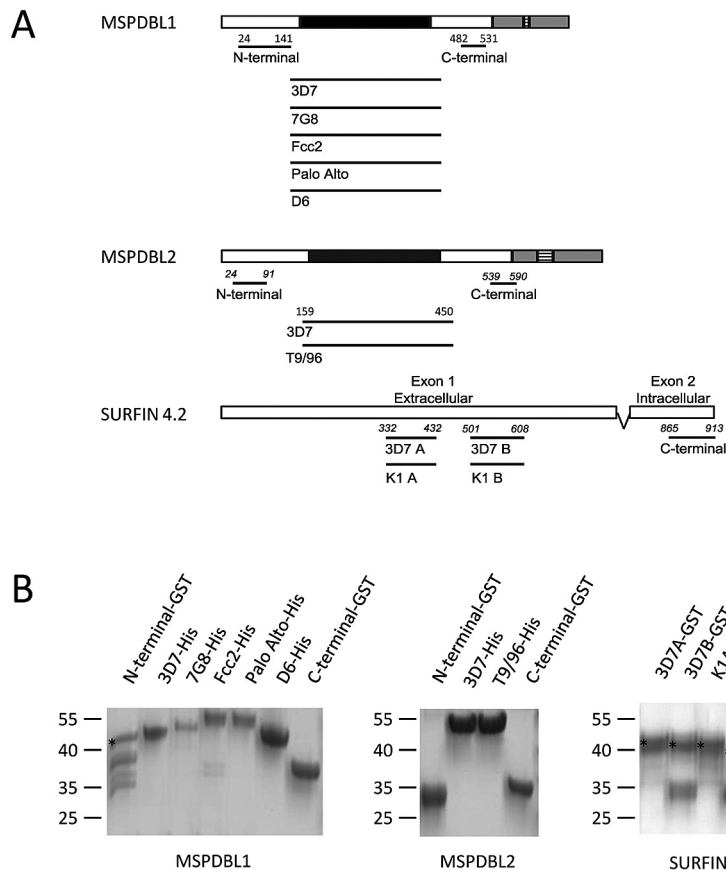 A
MSPDBL1
24 141
N-terminal
482 531
C-terminal
3D7
7G8
Fcc2
Palo Alto
D6
MSPDBL2
24 91
N-terminal
539 590
C-terminal
159 450
3D7
T9/96
Exon 1
Extracellular
Exon 2
Intracellular
SURFIN 4.2
332 432
501 608
865 913
3D7 A
3D7 B
C-terminal
K1 A
K1 B
B
N-terminal-GST
3D7-His
7G8-His
Fcc2-His
Palo Alto-His
D6-His
C-terminal-GST
55
40
35
25
*
MSPDBL1
N-terminal-GST
3D7-His
T9/96-His
C-terminal-GST
55
40
35
25
MSPDBL2
3D7A-GST
3D7B-GST
55
40
35
25
* * *
SURFIN